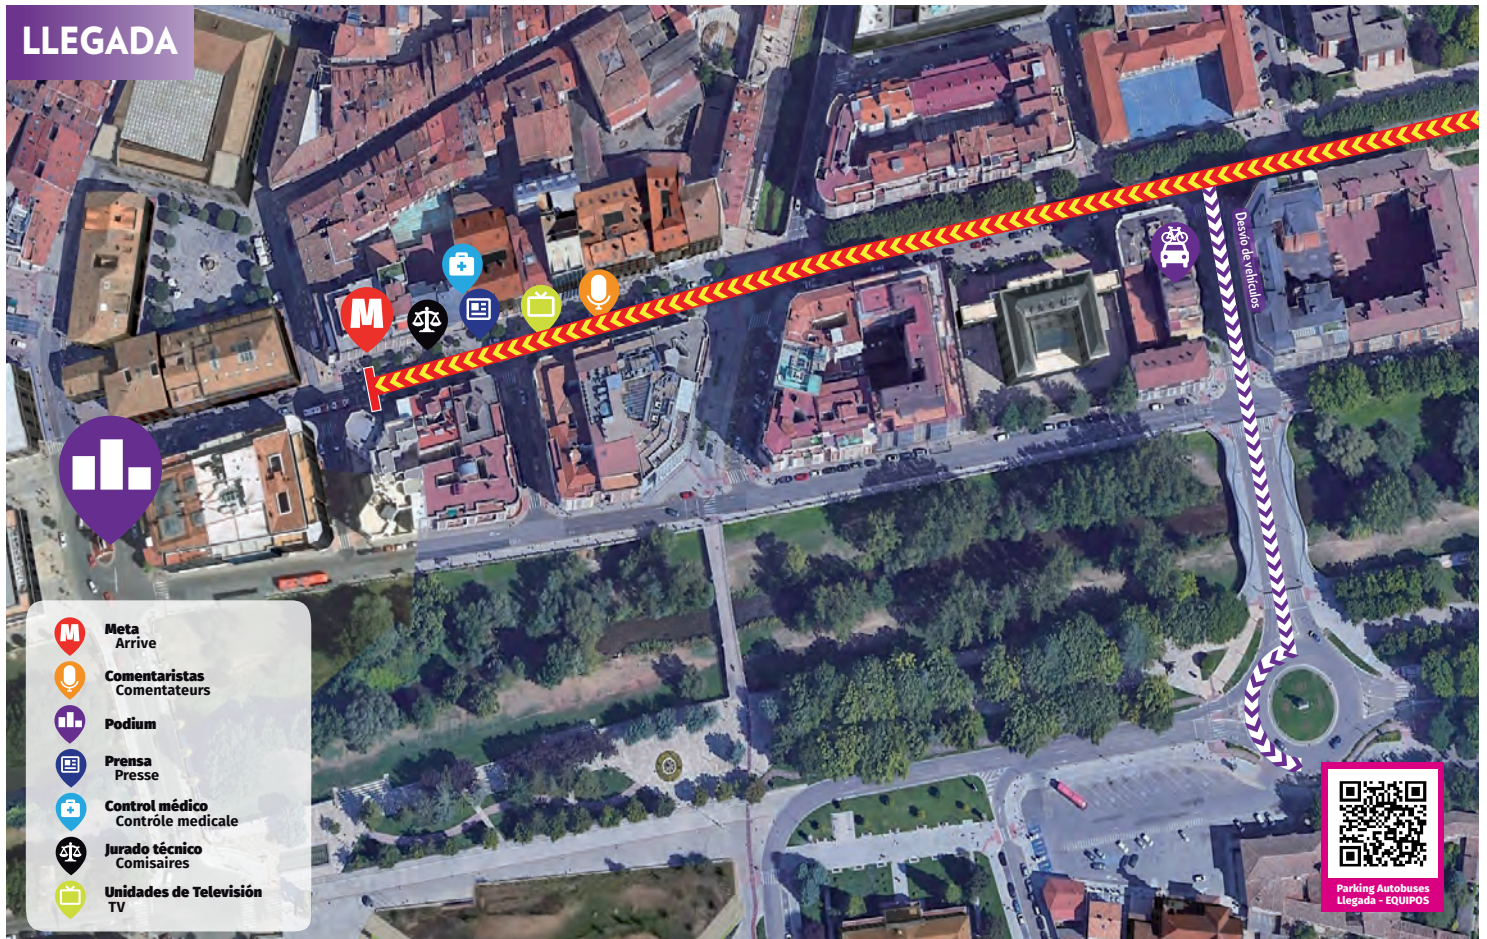 LLEGADA
M
Desvío de vehículos
M
Meta
Arrive
Comentaristas
Comentateurs
Podium
Prensa
Presse
Control médico
Contróle medicale
Jurado técnico
Comisaires
Unidades de Televisión
TV
Parking Autobuses
Llegada - EQUIPOS